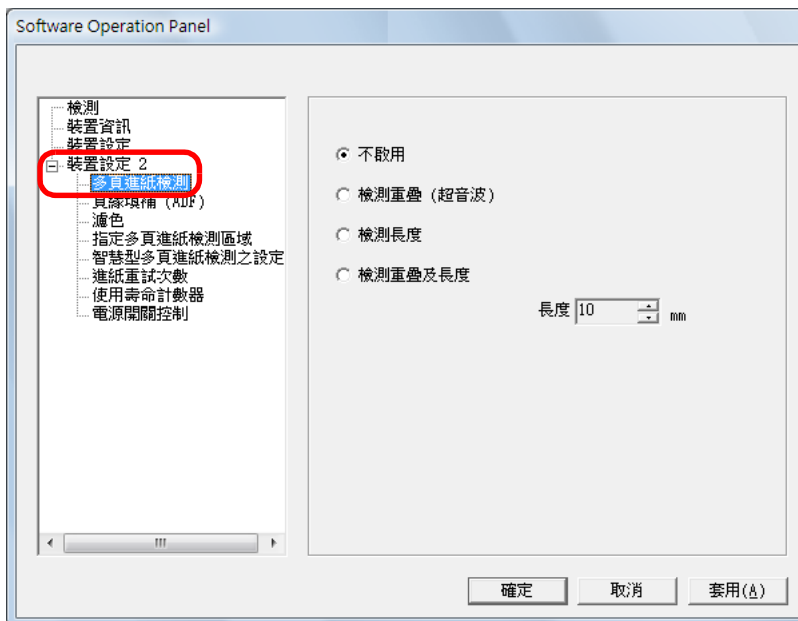 Software Operation Panel
檢測
裝置資訊
裝置設定
裝置設定 2
多頁進紙檢測
頁緣填補 (ADF)
濾色
指定多頁進紙檢測區域
智慧型多頁進紙檢測之設定
進紙重試次數
使用壽命計數器
電源開關控制
不啟用
檢測重疊 (超音波)
檢測長度
檢測重疊及長度
長度 10 mm
確定 取消 套用(A)